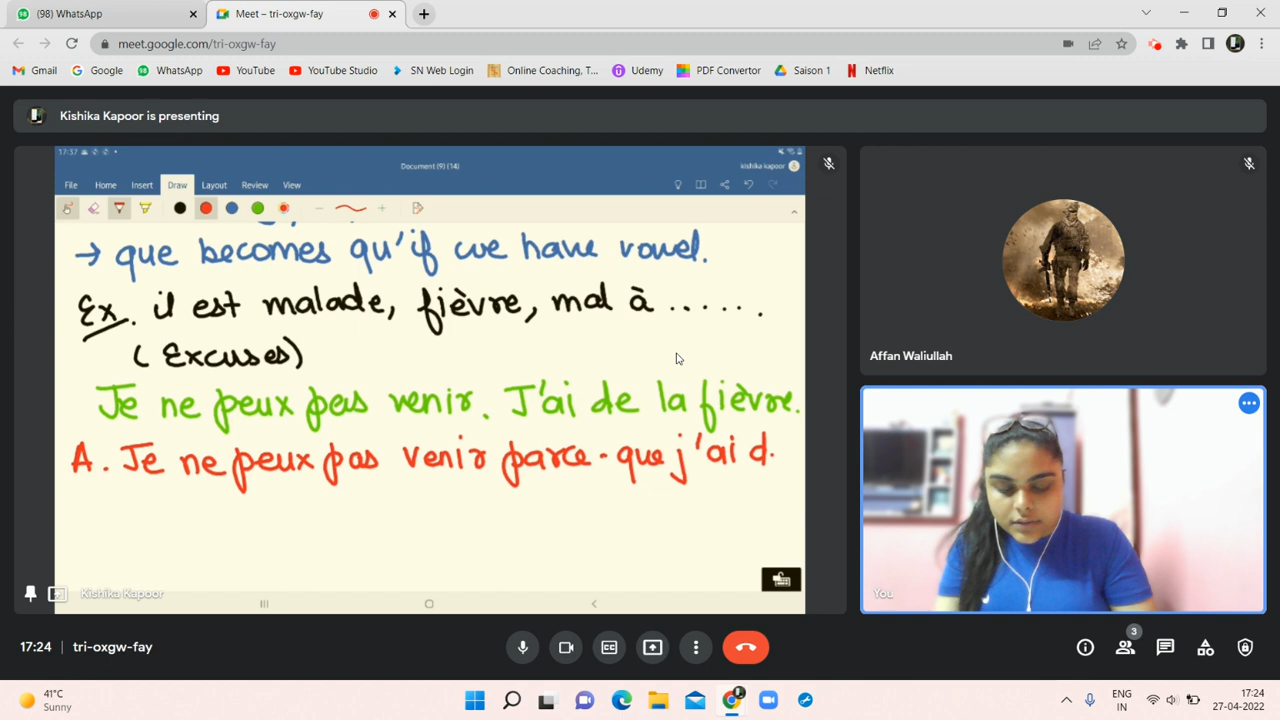 (98) WhatsApp
Meet – tri-oxgw-fay
meet.google.com/tri-oxgw-fay
Gmail Google WhatsApp YouTube YouTube Studio SN Web Login Online Coaching, T... Udemy PDF Convertor Saison 1 Netflix
Kishika Kapoor is presenting
17:37
Document (9) (14)
kishika kapoor
File Home Insert Draw Layout Review View
→ que becomes qu' if we have vowel.
Ex. il est malade, fièvre, mal à ......
(Excuses)
Je ne peux pas venir. J'ai de la fièvre.
A. Je ne peux pas venir parce-que j'ai d.
Kishika Kapoor
Affan Waliullah
You
17:24 | tri-oxgw-fay
3
41°C
Sunny
ENG
IN
17:24
27-04-2022